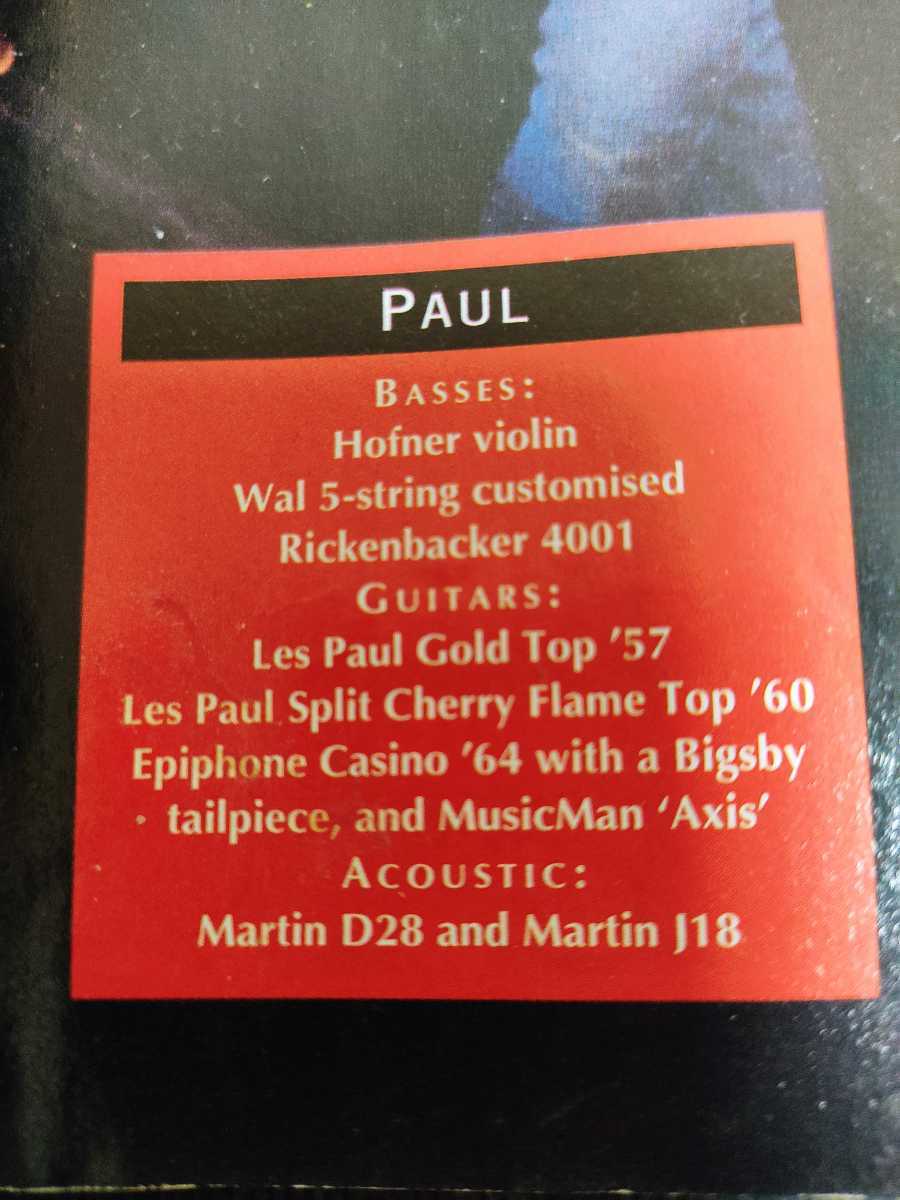 PAUL
BASSES:
Hofner violin
Wal 5-string customised
Rickenbacker 4001
GUITARS:
Les Paul Gold Top ’57
Les Paul Split Cherry Flame Top ’60
Epiphone Casino ’64 with a Bigsby
tailpiece, and MusicMan ‘Axis’
ACOUSTIC:
Martin D28 and Martin J18